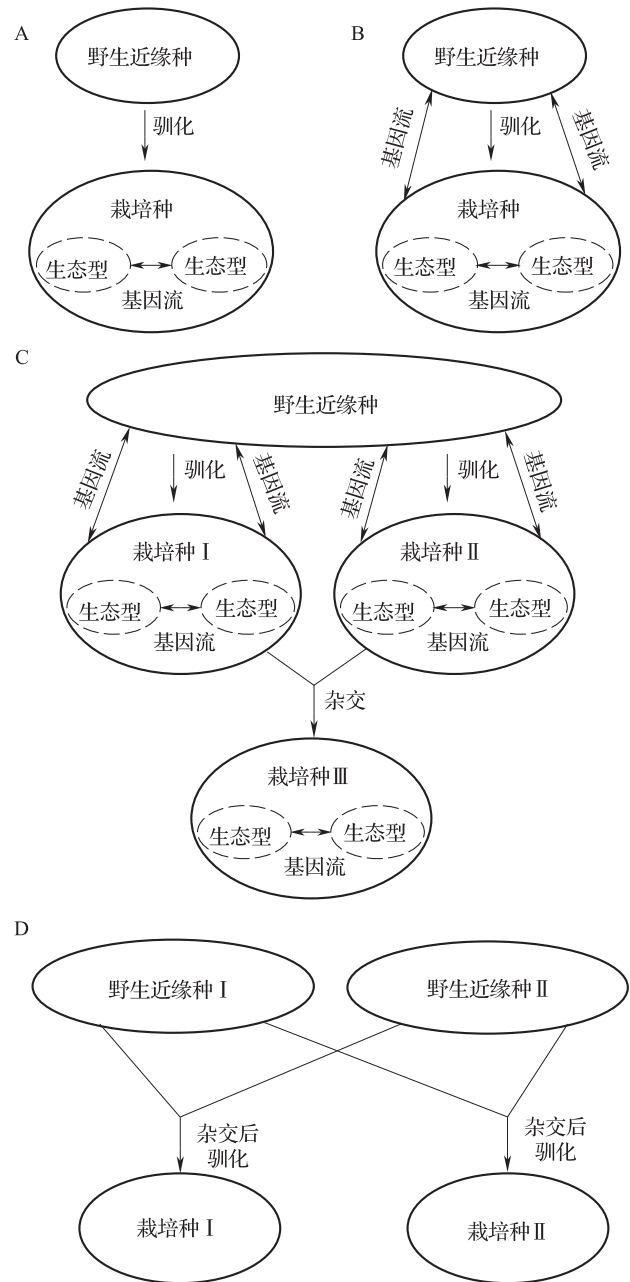 A
野生近缘种
驯化
栽培种
生态型 生态型
基因流
B
野生近缘种
基因流 驯化 基因流
栽培种
生态型 生态型
基因流
C
野生近缘种
基因流 驯化 基因流 基因流 驯化 基因流
栽培种Ⅰ 栽培种Ⅱ
生态型 生态型 生态型 生态型
基因流 基因流
杂交
栽培种Ⅲ
生态型 生态型
基因流
D
野生近缘种Ⅰ 野生近缘种Ⅱ
杂交后 杂交后
驯化 驯化
栽培种Ⅰ 栽培种Ⅱ